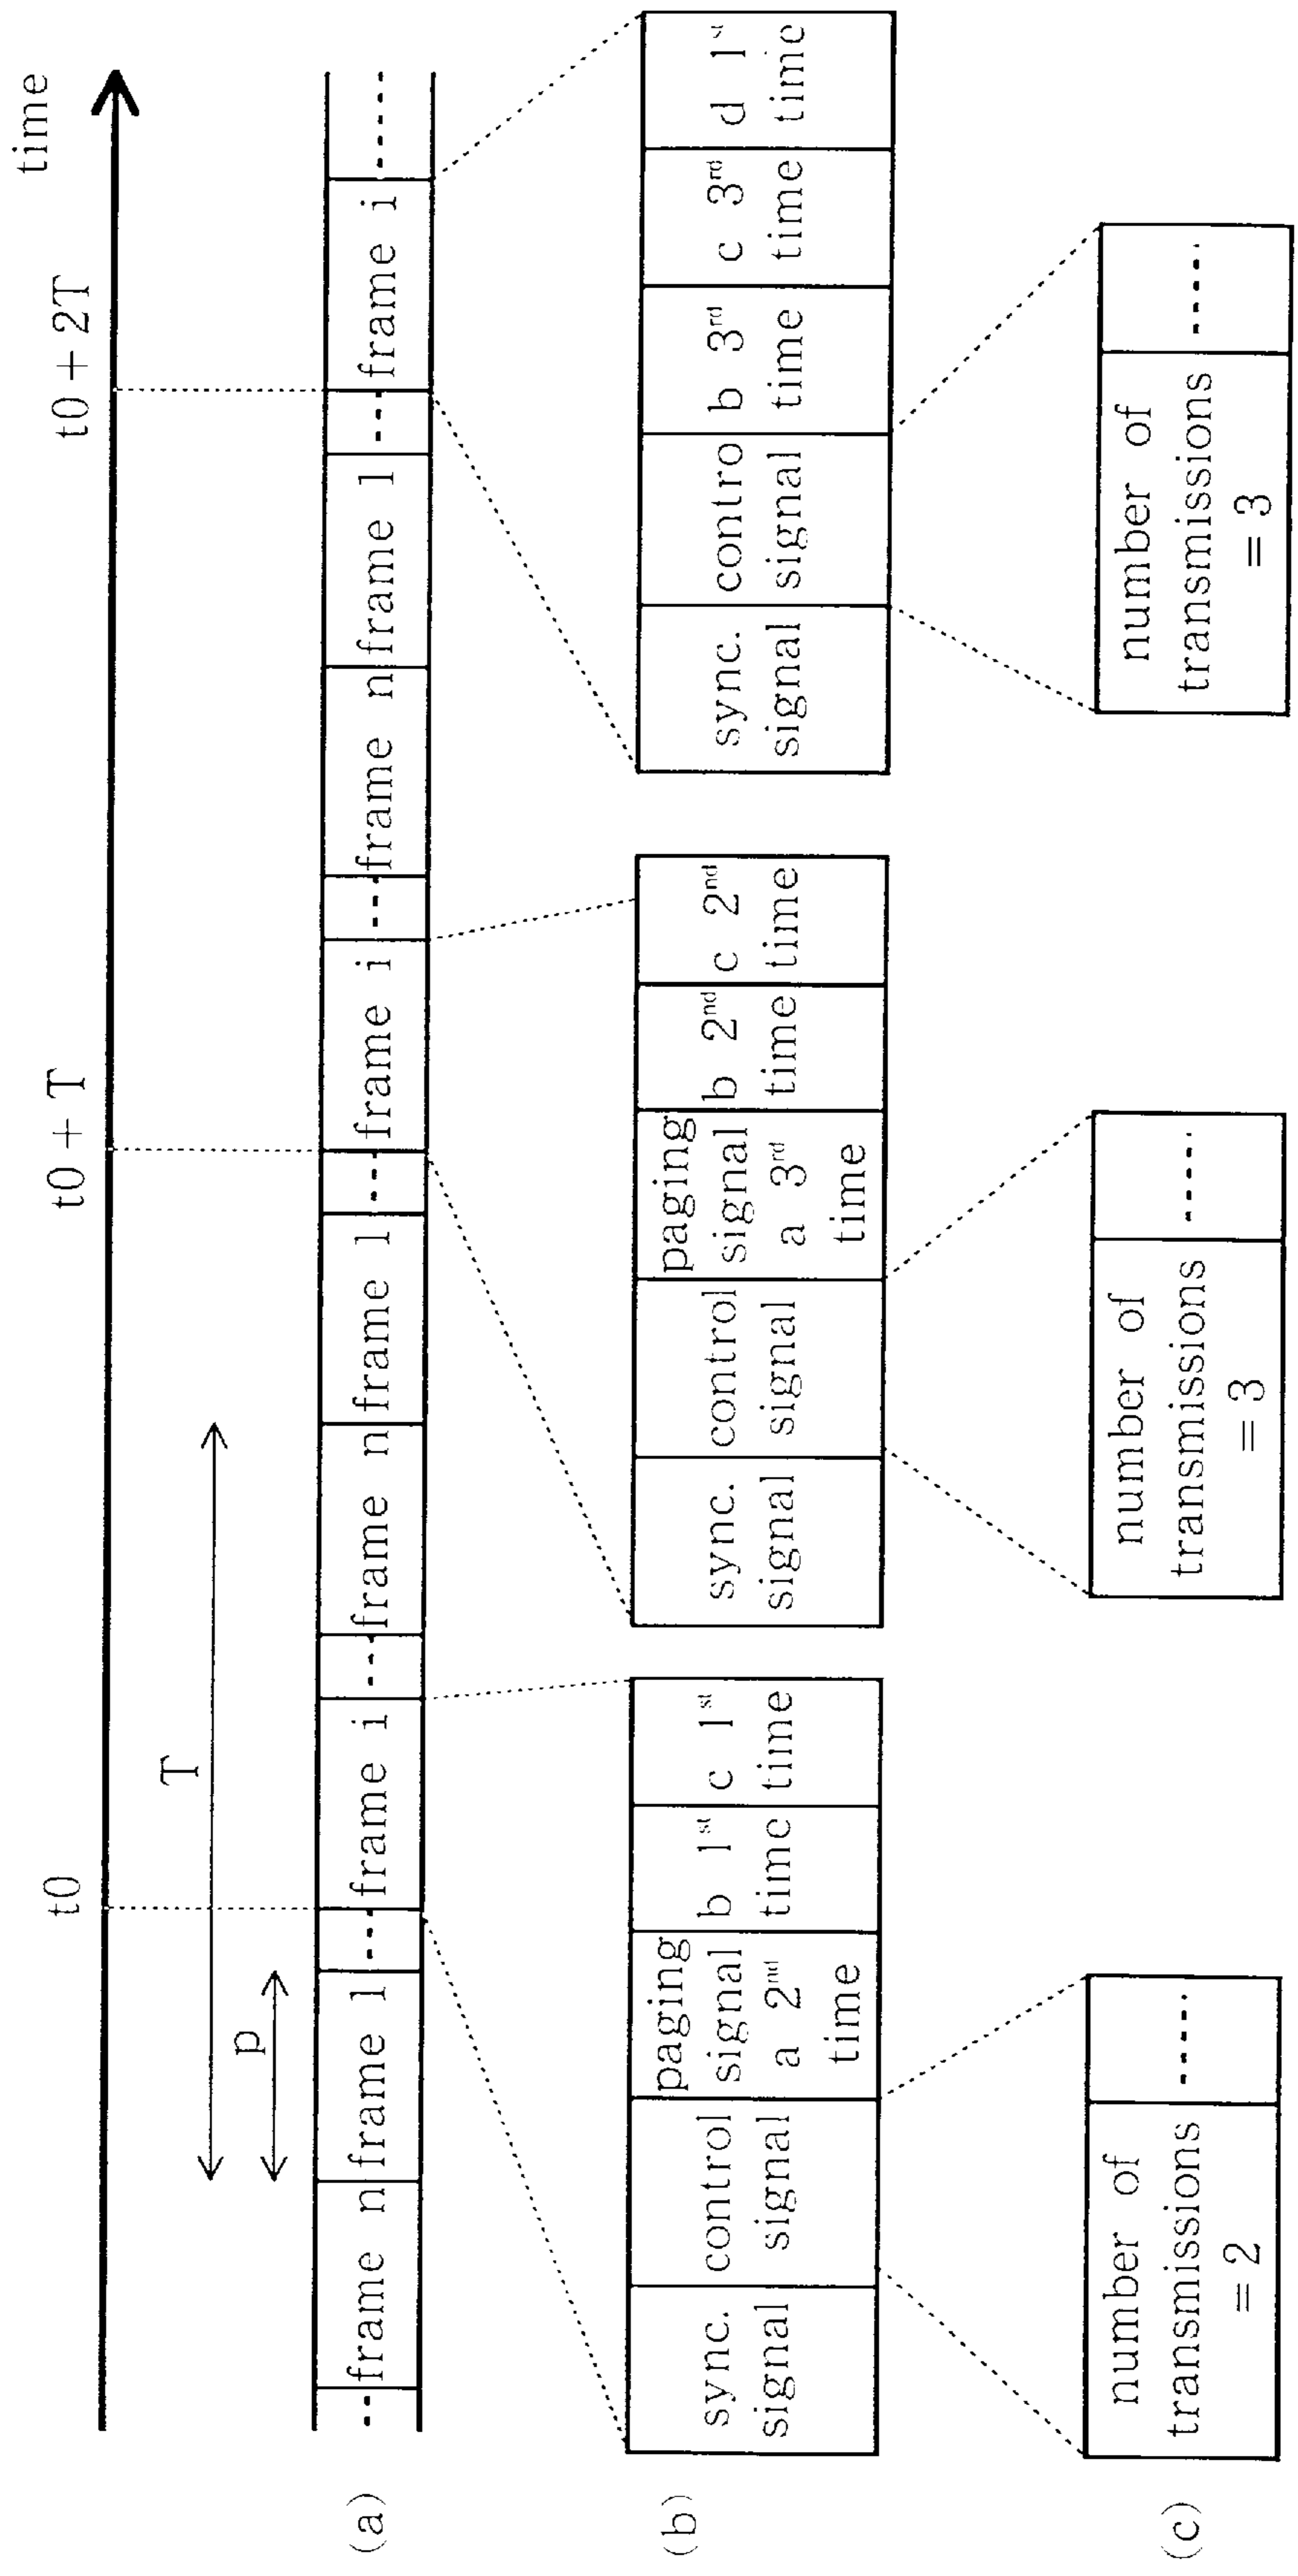 time
t0
t0 + T
t0 + 2T
T
p
(a)
frame n
frame 1
frame i
frame n
frame 1
frame i
frame n
frame 1
frame i
(b)
sync.
signal
control
signal
paging
signal
a 2nd
time
b 1st
time
c 1st
time
sync.
signal
control
signal
paging
signal
a 3rd
time
b 2nd
time
c 2nd
time
sync.
signal
contro
signal
b 3rd
time
c 3rd
time
d 1st
time
(c)
number of
transmissions
= 2
number of
transmissions
= 3
number of
transmissions
= 3